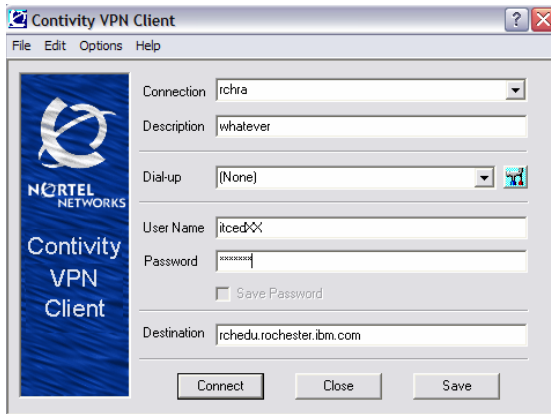 Contivity VPN Client
File Edit Options Help
Connection rchra
Description whatever
Dial-up (None)
NORTEL
NETWORKS
User Name itcedXX
Contivity
VPN
Client
Password xxxxxxx
Save Password
Destination rchedu.rochester.ibm.com
Connect Close Save